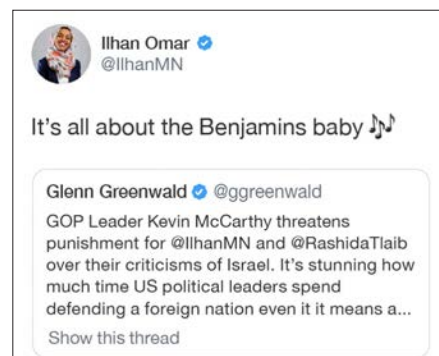 Ilhan Omar
@IlhanMN
It's all about the Benjamins baby 🎶
Glenn Greenwald @ggreenwald
GOP Leader Kevin McCarthy threatens
punishment for @IlhanMN and @RashidaTlaib
over their criticisms of Israel. It's stunning how
much time US political leaders spend
defending a foreign nation even it it means a...
Show this thread